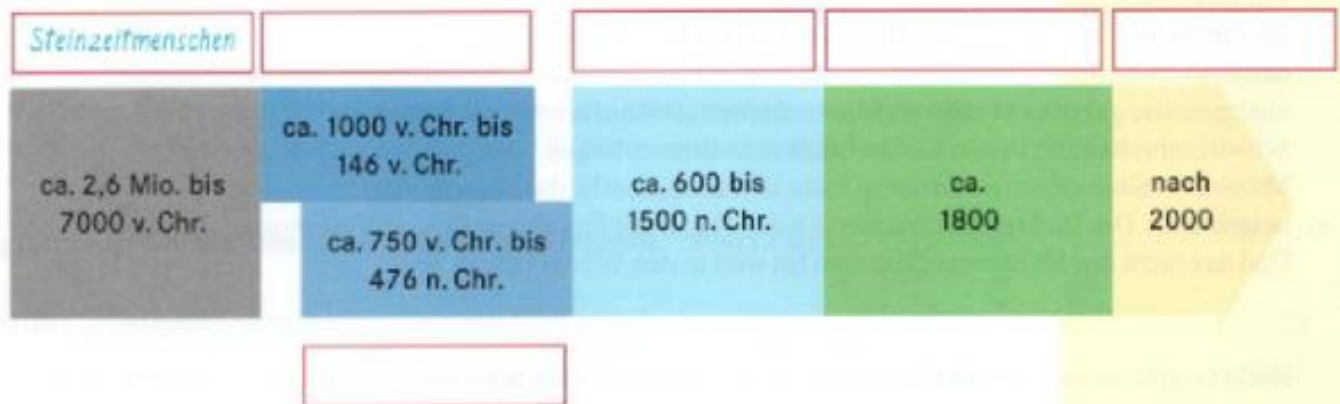 Steinzeitmenschen
ca. 2,6 Mio. bis
7000 v. Chr.
ca. 1000 v. Chr. bis
146 v. Chr.
ca. 750 v. Chr. bis
476 n. Chr.
ca. 600 bis
1500 n. Chr.
ca.
1800
nach
2000